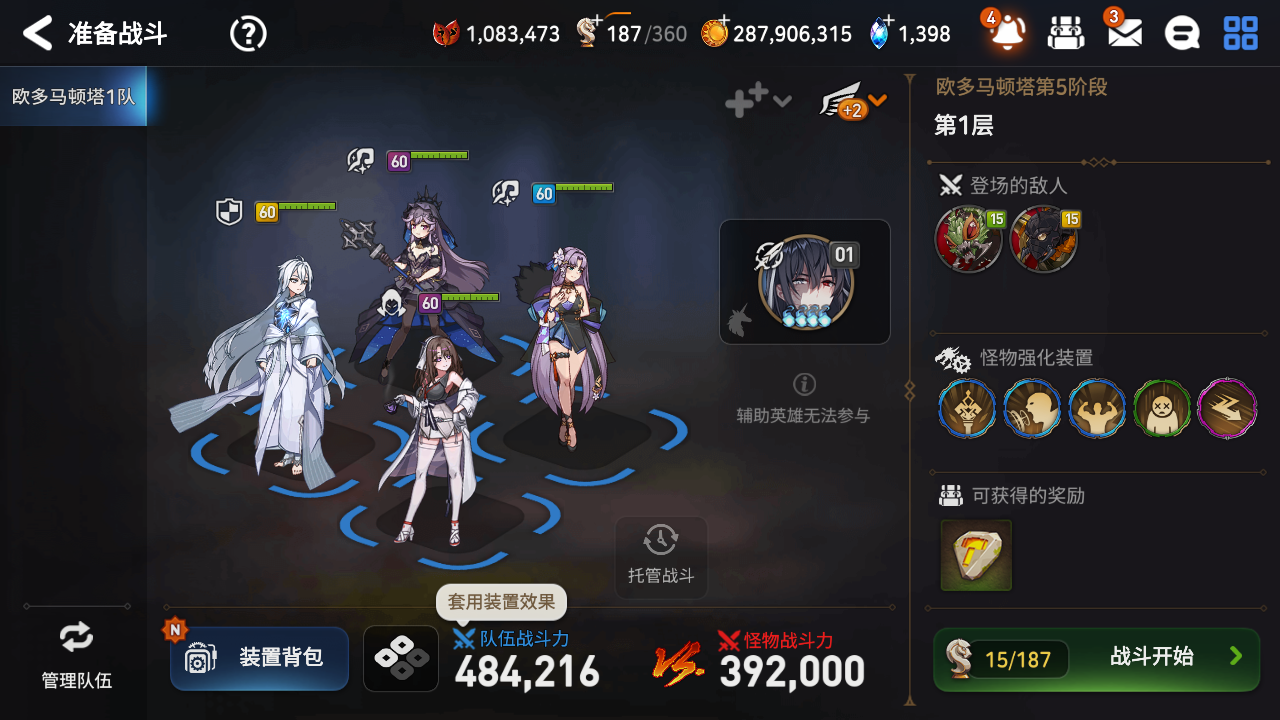 准备战斗
?
1,083,473
187/360
287,906,315
1,398
4
3
欧多马顿塔1队
+2
欧多马顿塔第5阶段
第1层
登场的敌人
15
15
60
60
60
60
01
辅助英雄无法参与
怪物强化装置
可获得的奖励
托管战斗
套用装置效果
管理队伍
N
装置背包
队伍战斗力
484,216
VS.
怪物战斗力
392,000
15/187
战斗开始